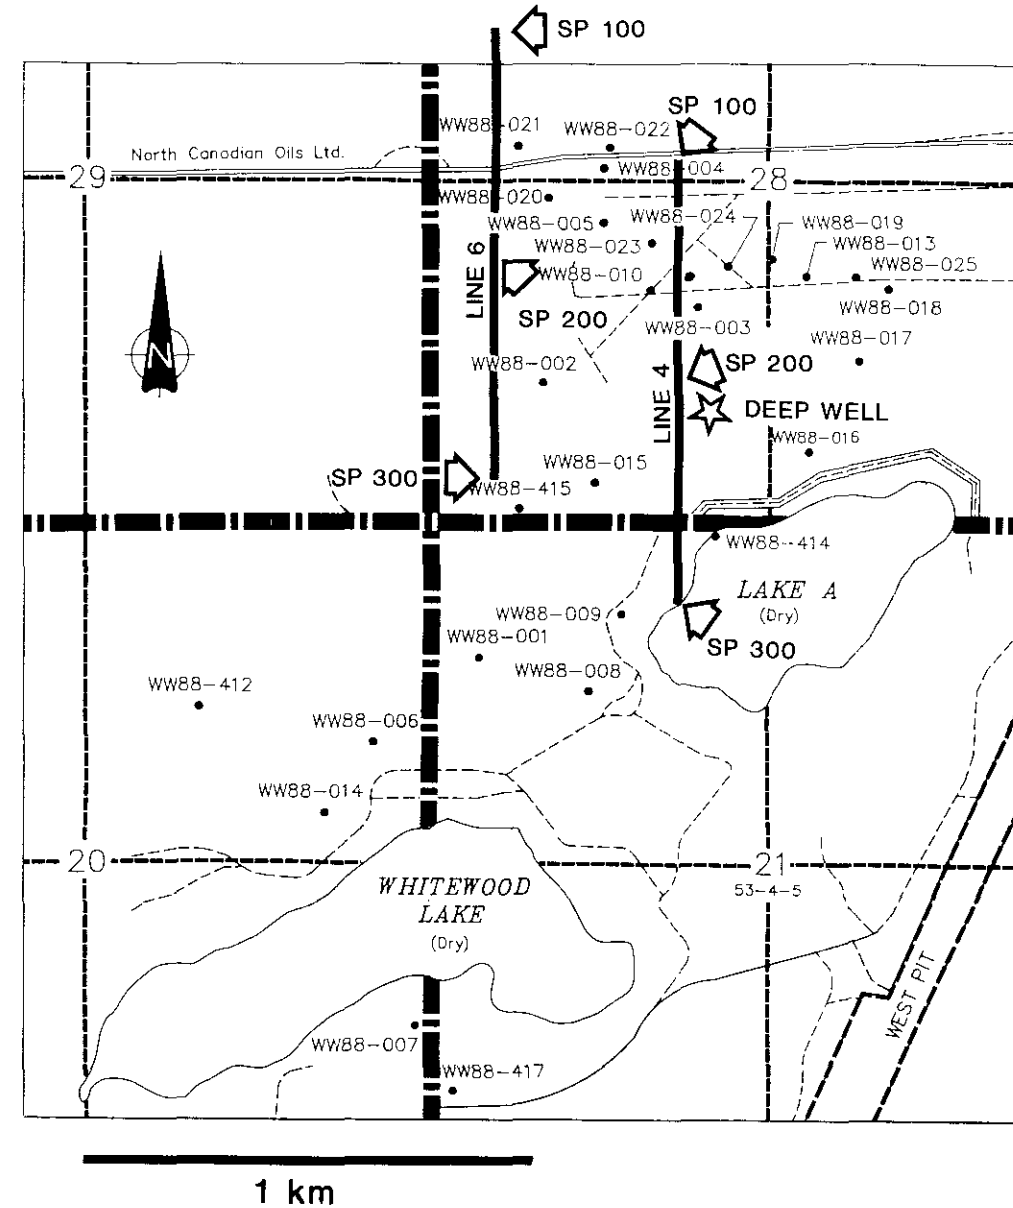 SP 100
SP 100
WW88-021
WW88-022
North Canadian Oils Ltd.
WW88-004
29
28
WW88-020
WW88-005
WW88-024
WW88-019
WW88-023
WW88-013
WW88-010
WW88-025
LINE 6
SP 200
WW88-018
WW88-003
WW88-017
N
WW88-002
SP 200
LINE 4
DEEP WELL
WW88-016
WW88-015
SP 300
WW88-415
WW88-414
LAKE A
(Dry)
WW88-009
WW88-001
SP 300
WW88-008
WW88-412
WW88-006
WW88-014
20
21
53-4-5
WHITEWOOD
LAKE
(Dry)
WEST PIT
WW88-007
WW88-417
1 km